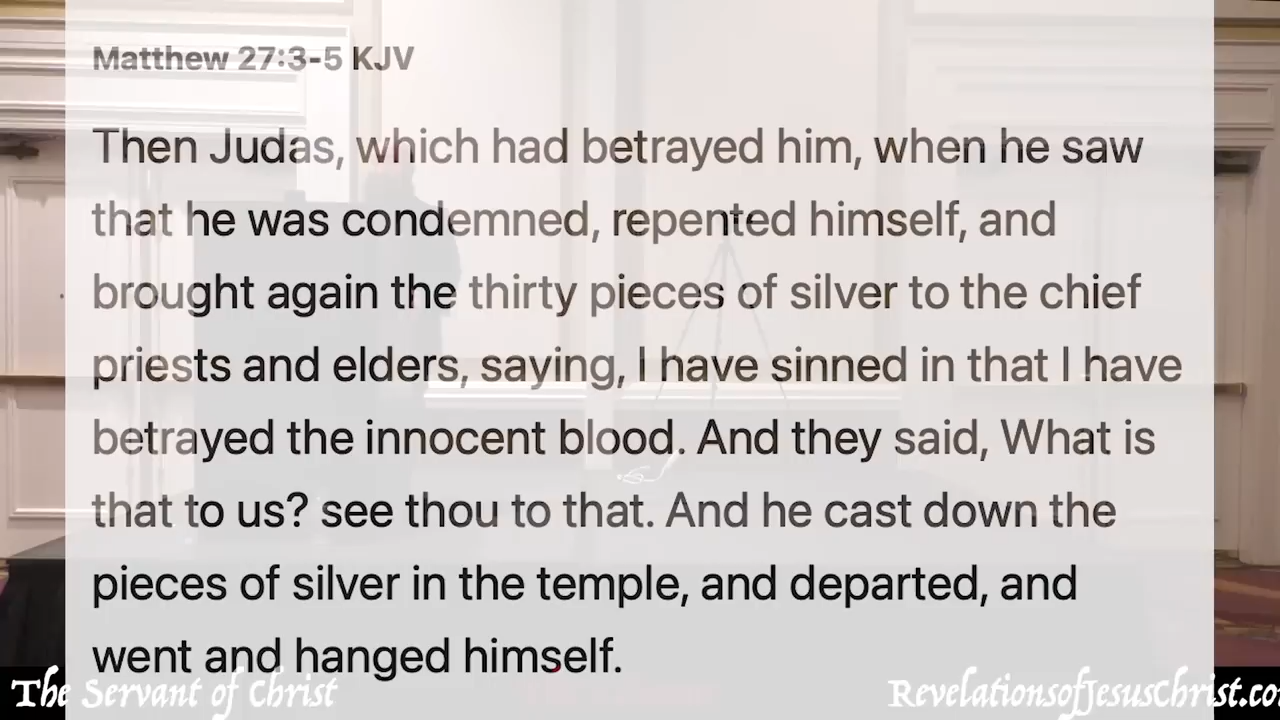 Matthew 27:3-5 KJV
Then Judas, which had betrayed him, when he saw
that he was condemned, repented himself, and
brought again the thirty pieces of silver to the chief
priests and elders, saying, I have sinned in that I have
betrayed the innocent blood. And they said, What is
that to us? see thou to that. And he cast down the
pieces of silver in the temple, and departed, and
went and hanged himself.
The Servant of Christ
RevelationsofJesusChrist.co